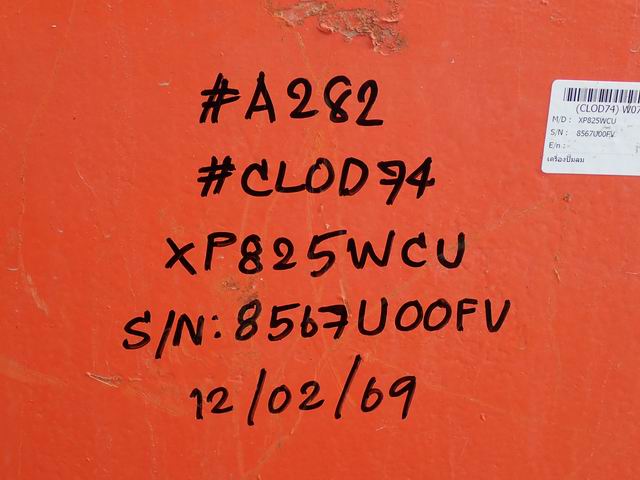 #A282
#CLOD74
XP825WCU
S/N: 8567U00FV
12/02/69
(CLOD74) W07
M/D : XP825WCU
S/N : 8567U00FV
E/n : -
เครื่องปั๊มลม